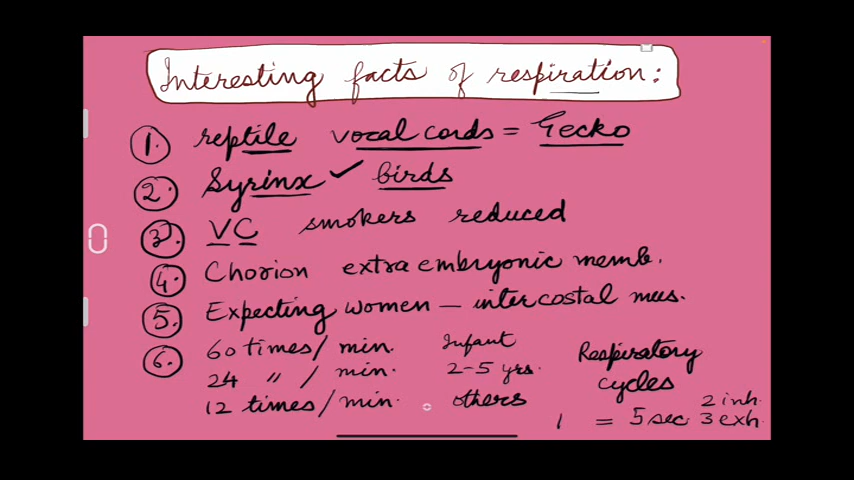 Interesting facts of respiration:
1. reptile vocal cords = Gecko
2. Syrinx ✓ birds
3. VC smokers reduced
4. Chorion extra embryonic memb.
5. Expecting women – intercostal mus.
6. 60 times/min. Infant
24 " / min. 2-5 yrs.
12 times/min. others
Respiratory
cycles
1 = 5 sec 2 inh.
3 exh.